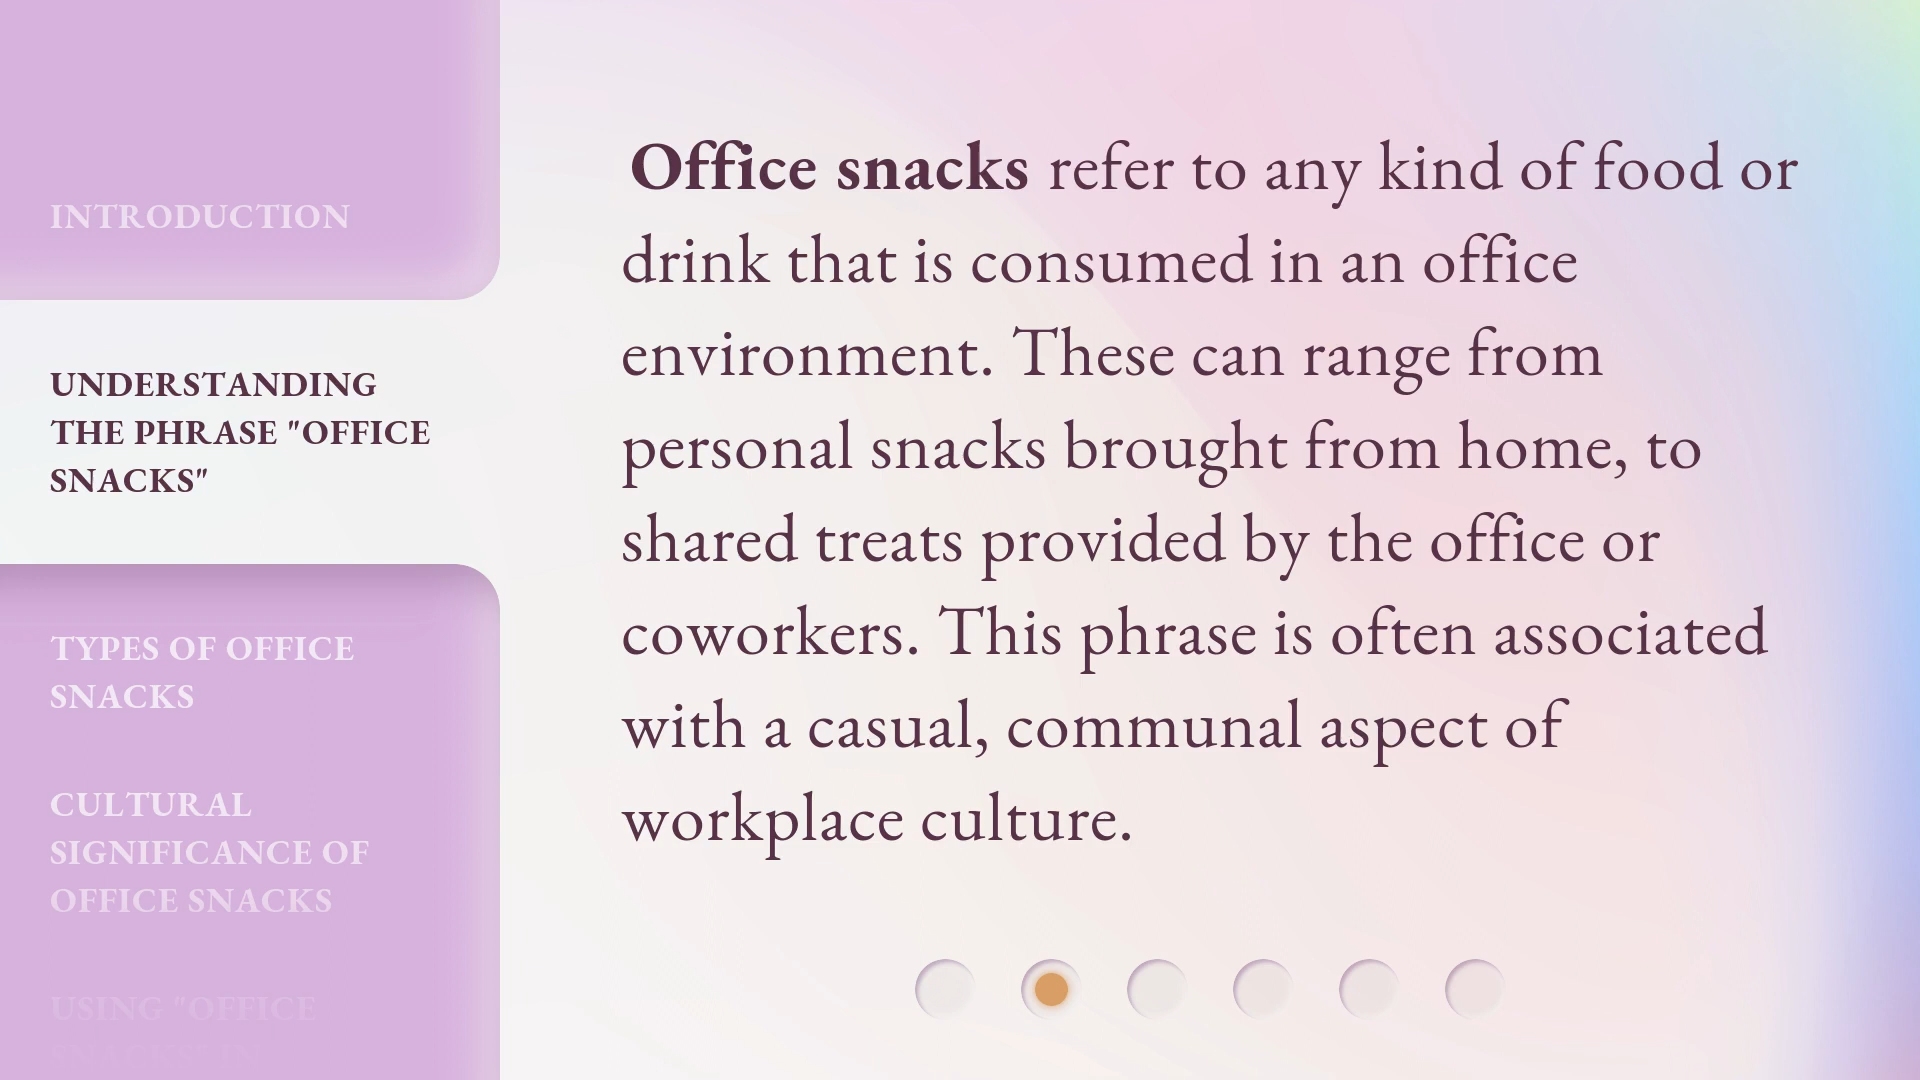 INTRODUCTION
UNDERSTANDING
THE PHRASE "OFFICE
SNACKS"
TYPES OF OFFICE
SNACKS
CULTURAL
SIGNIFICANCE OF
OFFICE SNACKS
USING "OFFICE
SNACKS" IN
Office snacks refer to any kind of food or
drink that is consumed in an office
environment. These can range from
personal snacks brought from home, to
shared treats provided by the office or
coworkers. This phrase is often associated
with a casual, communal aspect of
workplace culture.